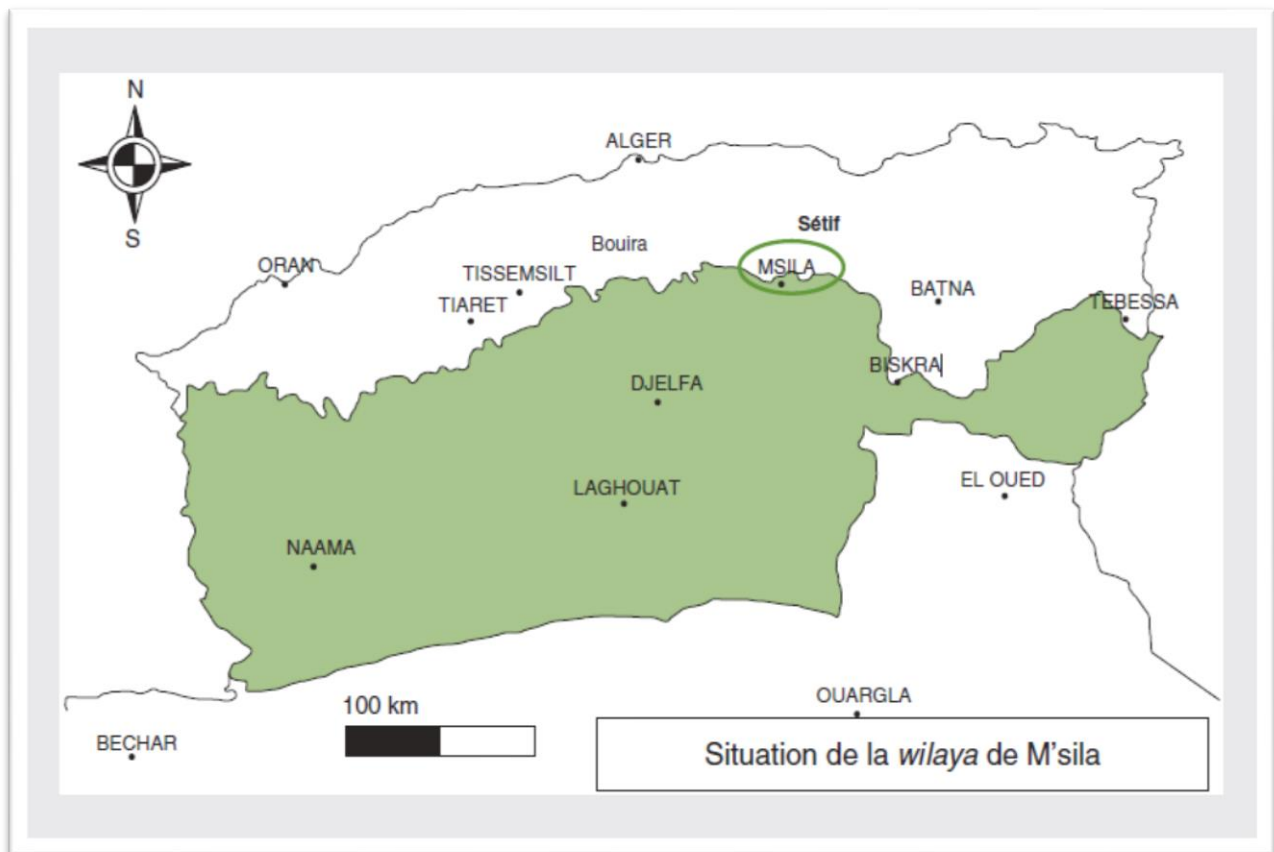 N
S
ALGER
Sétif
Bouira
ORAN
TISSEMSILT
MSILA
TIARET
BATNA
TEBESSA
BISKRA
DJELFA
LAGHOUAT
EL OUED
NAAMA
100 km
OUARGLA
BECHAR
Situation de la wilaya de M'sila